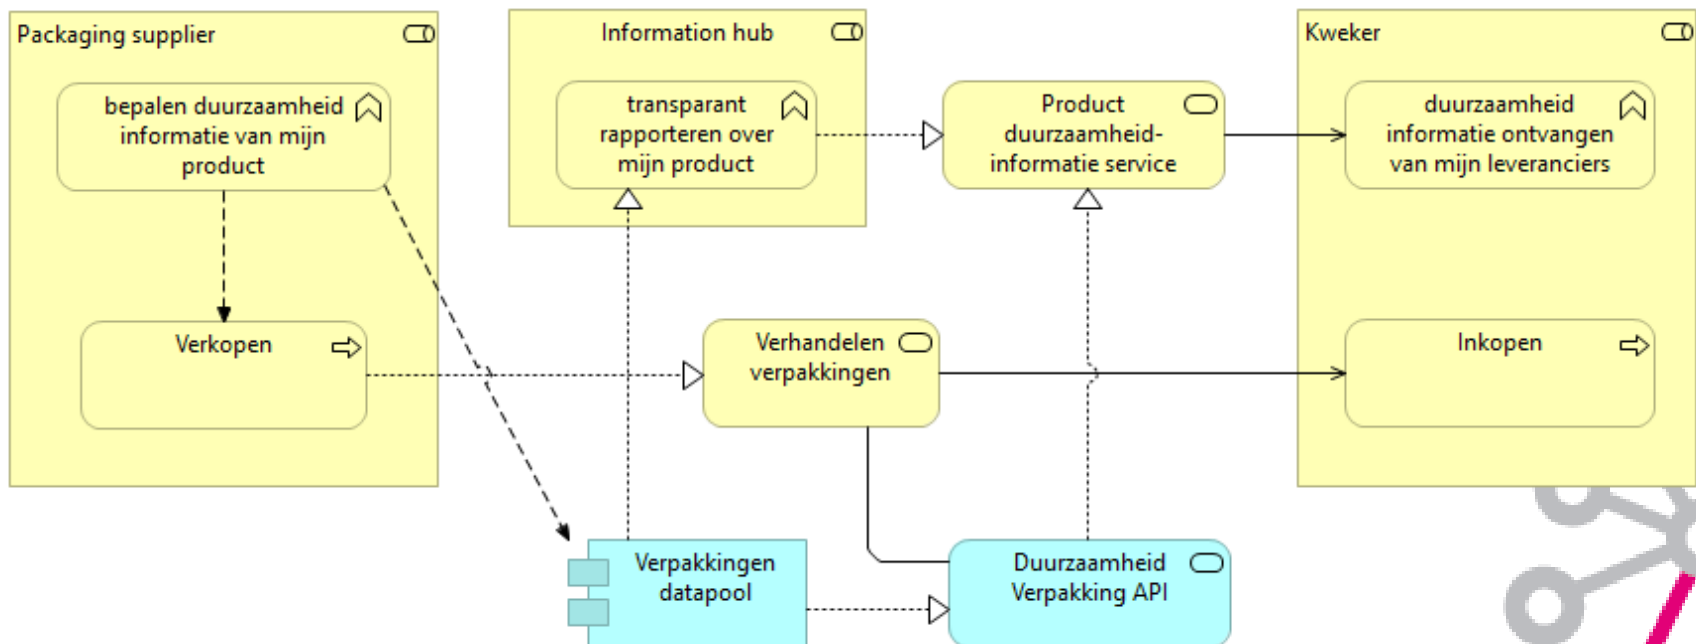 Packaging supplier
bepalen duurzaamheid
informatie van mijn
product
Verkopen
Information hub
transparant
rapporteren over
mijn product
Product
duurzaamheid-
informatie service
Verhandelen
verpakkingen
Kweker
duurzaamheid
informatie ontvangen
van mijn leveranciers
Inkopen
Verpakkingen
datapool
Duurzaamheid
Verpakking API